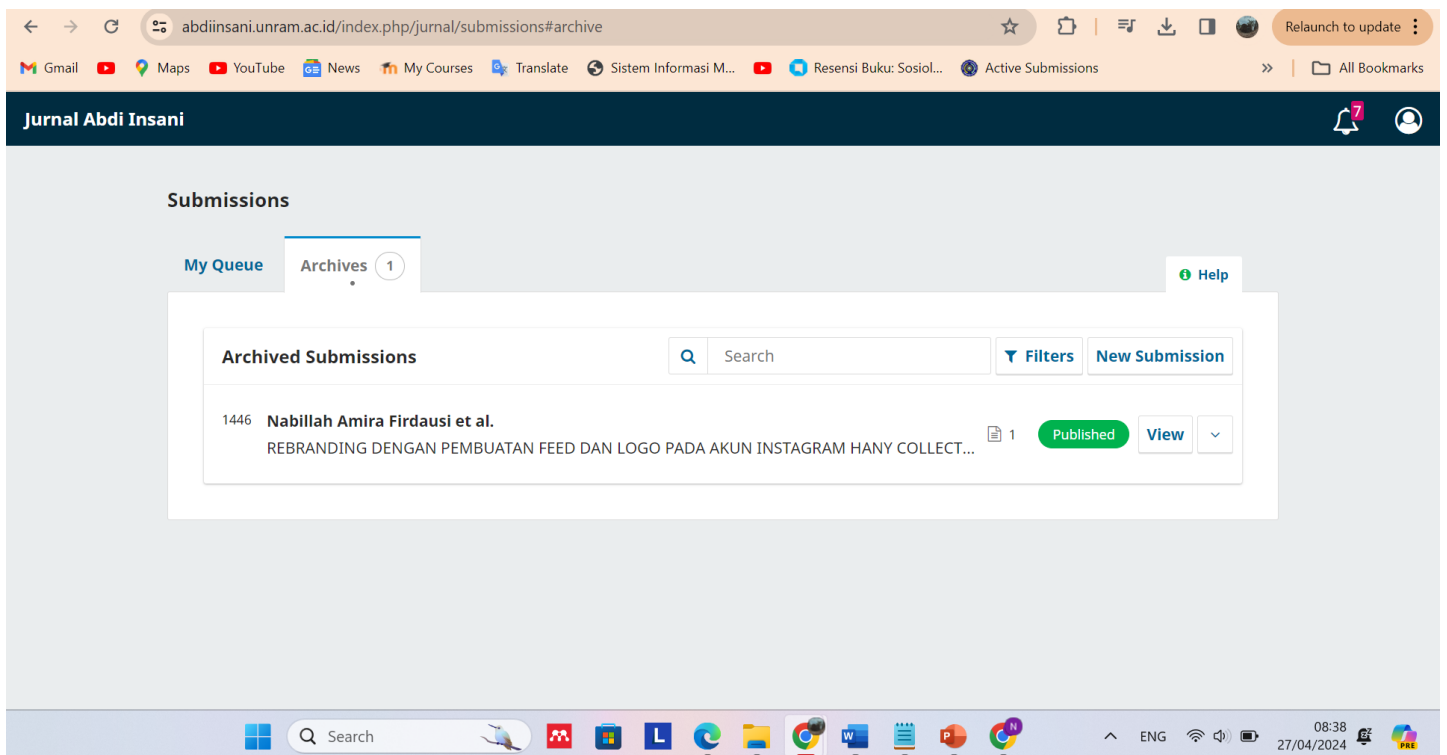 abdiinsani.unram.ac.id/index.php/jurnal/submissions#archive
Relaunch to update
Gmail Maps YouTube News My Courses Translate Sistem Informasi M... Resensi Buku: Sosiol... Active Submissions » All Bookmarks
Jurnal Abdi Insani
7
Submissions
My Queue Archives 1
Help
Archived Submissions Search Filters New Submission
1446 Nabillah Amira Firdausi et al.
REBRANDING DENGAN PEMBUATAN FEED DAN LOGO PADA AKUN INSTAGRAM HANY COLLECT... 1 Published View
Search
ENG
08:38
27/04/2024
PRE